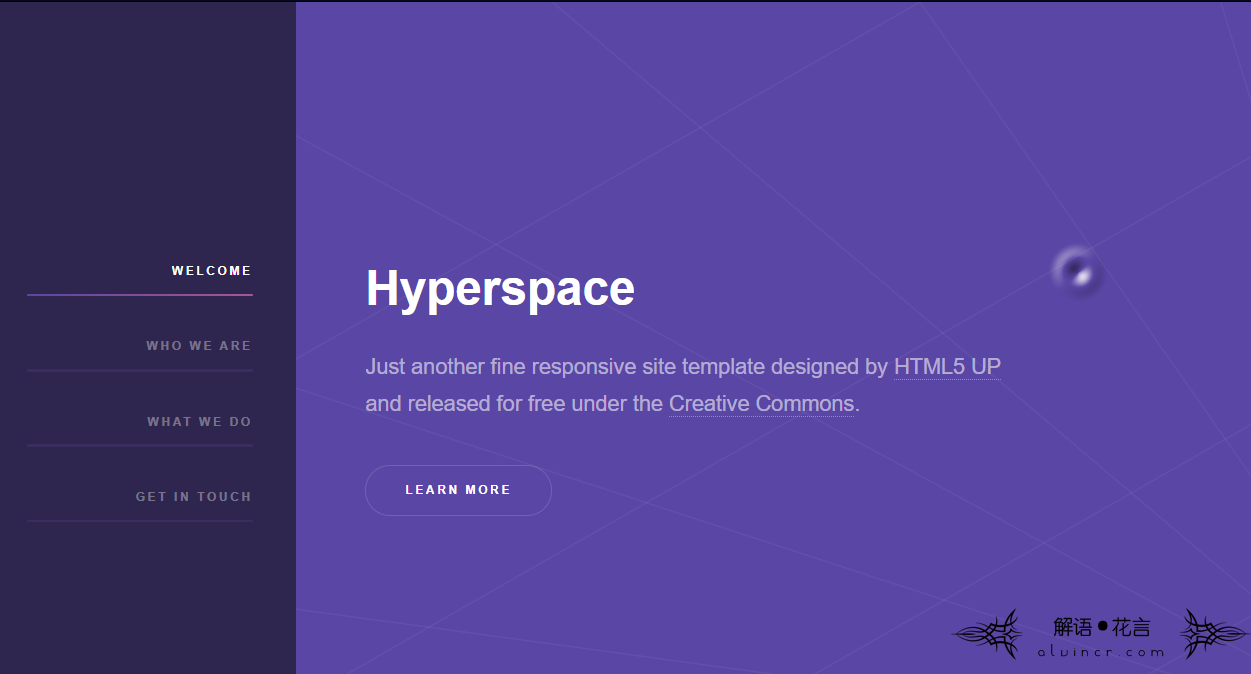 WELCOME
WHO WE ARE
WHAT WE DO
GET IN TOUCH
Hyperspace
Just another fine responsive site template designed by HTML5 UP
and released for free under the Creative Commons.
LEARN MORE
解语●花言
aluincr.com